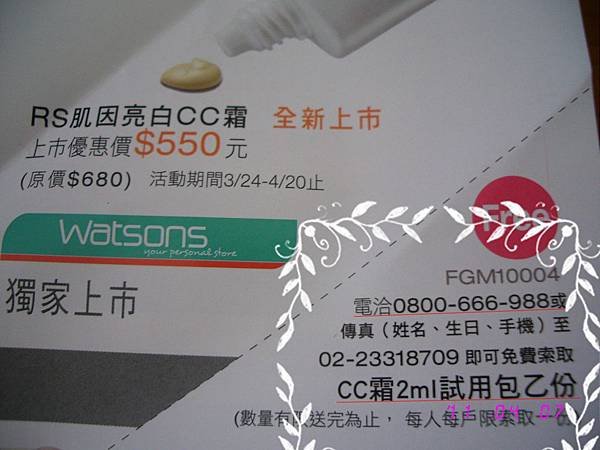 RS肌因亮白CC霜 全新上市
上市優惠價$550元
(原價$680) 活動期間3/24-4/20止
watsons
your personal store
獨家上市
Free
FGM10004
電洽0800-666-988或
傳真（姓名、生日、手機）至
02-23318709 即可免費索取
CC霜2ml試用包乙份
(數量有限送完為止， 每人每戶限索取一份)